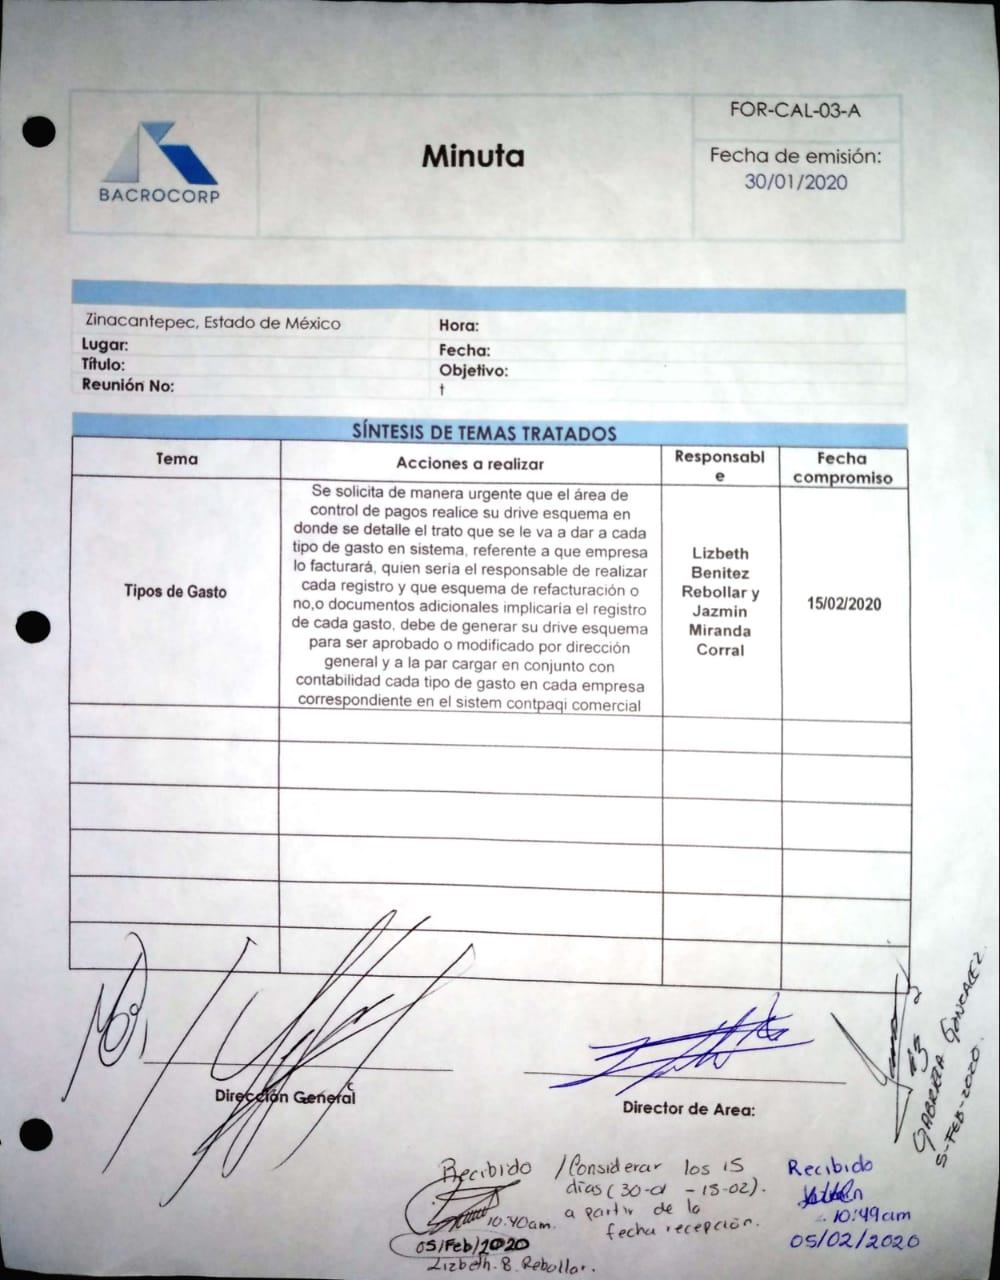 BACROCORP
Minuta
FOR-CAL-03-A
Fecha de emisión:
30/01/2020
Zinacantepec, Estado de México
Lugar:
Título:
Reunión No:
Hora:
Fecha:
Objetivo:
t
SÍNTESIS DE TEMAS TRATADOS
Tema
Acciones a realizar
Responsabl
e
Fecha
compromiso
Tipos de Gasto
Se solicita de manera urgente que el área de
control de pagos realice su drive esquema en
donde se detalle el trato que se le va a dar a cada
tipo de gasto en sistema, referente a que empresa
lo facturará, quien sería el responsable de realizar
cada registro y que esquema de refacturación o
no,o documentos adicionales implicaria el registro
de cada gasto, debe de generar su drive esquema
para ser aprobado o modificado por dirección
general y a la par cargar en conjunto con
contabilidad cada tipo de gasto en cada empresa
correspondiente en el sistem contpaqi comercial
Lizbeth
Benitez
Rebollar y
Jazmin
Miranda
Corral
15/02/2020
Dirección General
Director de Area:
GABRIELA GONZALEZ
5-FEB-2020.
Recibido
10:40am.
05/Feb/2020
Lizbeth. B. Rebollar.
/Considerar los 15
días (30-01 - 15-02).
a partir de la
fecha recepción.
Recibido
10:49am
05/02/2020